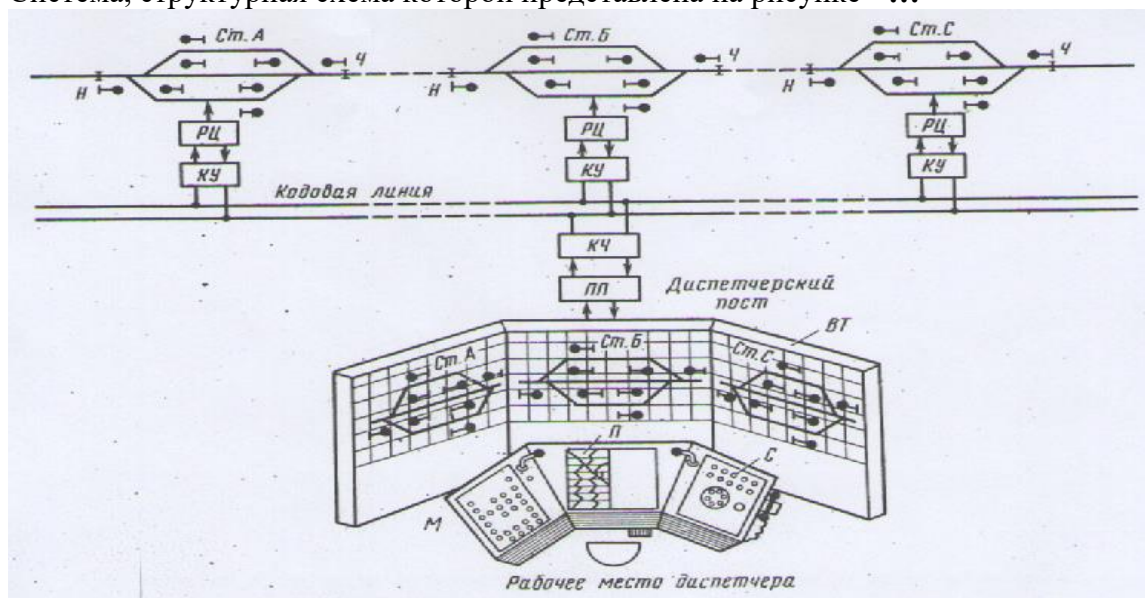 Система, структурная схема которой представлена на рисунке - ...
Ст. А
Ст. Б
Ст. С
Ч
Ч
Ч
Н
Н
Н
РЦ
РЦ
РЦ
КУ
КУ
КУ
Кодовая линия
КЧ
ПП
Диспетчерский
пост
ВТ
Ст. А
Ст. Б
Ст. С
П
С
М
Рабочее место диспетчера